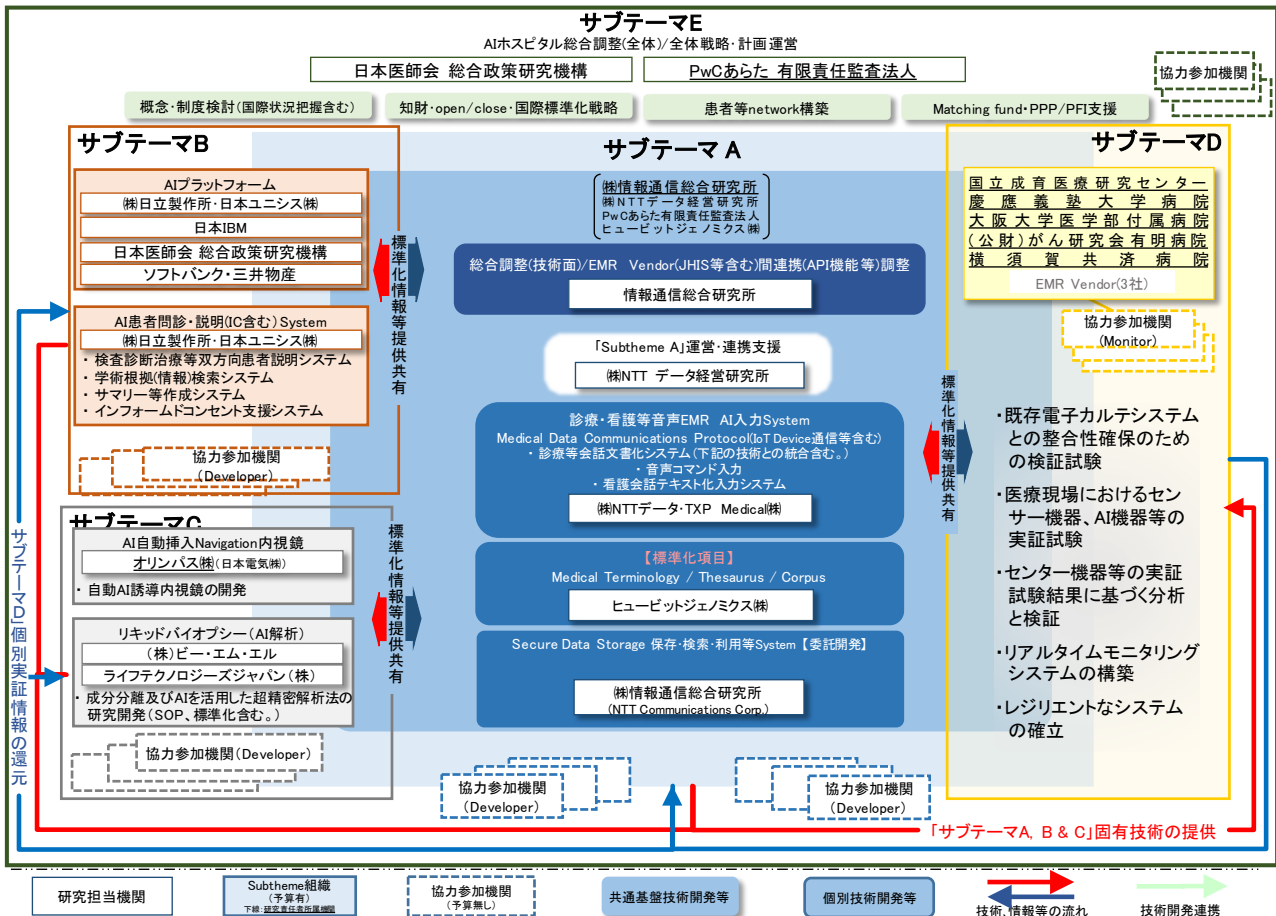 サブテーマE
AIホスピタル総合調整(全体)/全体戦略・計画運営
日本医師会 総合政策研究機構
PwCあらた 有限責任監査法人
協力参加機関
概念・制度検討(国際状況把握含む)
知財・open/close・国際標準化戦略
患者等network構築
Matching fund・PPP/PFI支援
サブテーマB
AIプラットフォーム
㈱日立製作所・日本ユニシス㈱
日本IBM
日本医師会 総合政策研究機構
ソフトバンク・三井物産
AI患者問診・説明(IC含む) System
㈱日立製作所・日本ユニシス㈱
・ 検査診断治療等双方向患者説明システム
・ 学術根拠(情報)検索システム
・ サマリー等作成システム
・ インフォームドコンセント支援システム
協力参加機関
(Developer)
標準化情報等提供共有
サブテーマC
AI自動挿入Navigation内視鏡
オリンパス㈱(日本電気㈱)
・ 自動AI誘導内視鏡の開発
リキッドバイオプシー(AI解析)
(株)ビー・エム・エル
ライフテクノロジーズジャパン(株)
・ 成分分離及びAIを活用した超精密解析法の
研究開発(SOP、標準化含む。)
協力参加機関(Developer)
標準化情報等提供共有
サブテーマD」個別実証情報の還元
サブテーマ A
㈱情報通信総合研究所
㈱NTTデータ経営研究所
PwCあらた有限責任監査法人
ヒュービットジェノミクス㈱
総合調整(技術面)/EMR Vendor(JHIS等含む)間連携(API機能等)調整
情報通信総合研究所
「Subtheme A」運営・連携支援
㈱NTT データ経営研究所
診療・看護等音声EMR AI入力System
Medical Data Communications Protocol(IoT Device通信等含む)
・ 診療等会話文書化システム(下記の技術との統合含む。)
・ 音声コマンド入力
・ 看護会話テキスト化入力システム
㈱NTTデータ・TXP Medical㈱
【標準化項目】
Medical Terminology / Thesaurus / Corpus
ヒュービットジェノミクス㈱
Secure Data Storage 保存・検索・利用等System【委託開発】
㈱情報通信総合研究所
(NTT Communications Corp.)
協力参加機関
(Developer)
協力参加機関
(Developer)
標準化情報等提供共有
サブテーマD
国立成育医療研究センター
慶應義塾大学病院
大阪大学医学部付属病院
(公財)がん研究会有明病院
横須賀共済病院
EMR Vendor(3社)
協力参加機関
(Monitor)
・既存電子カルテシステム
との整合性確保のため
の検証試験
・医療現場におけるセン
サー機器、AI機器等の
実証試験
・センター機器等の実証
試験結果に基づく分析
と検証
・リアルタイムモニタリング
システムの構築
・レジリエントなシステム
の確立
「サブテーマA, B & C」固有技術の提供
研究担当機関
Subtheme組織
(予算有)
下線:研究責任者所属機関
協力参加機関
(予算無し)
共通基盤技術開発等
個別技術開発等
技術、情報等の流れ
技術開発連携